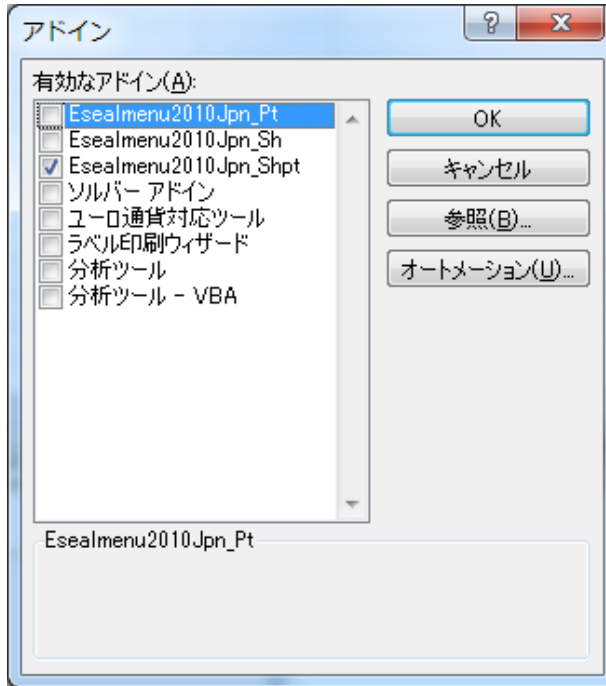 アドイン
有効なアドイン(A):
Esealmenu2010Jpn_Pt
Esealmenu2010Jpn_Sh
Esealmenu2010Jpn_Shpt
ソルバー アドイン
ユーロ通貨対応ツール
ラベル印刷ウィザード
分析ツール
分析ツール - VBA
OK
キャンセル
参照(B)...
オートメーション(U)...
Esealmenu2010Jpn_Pt